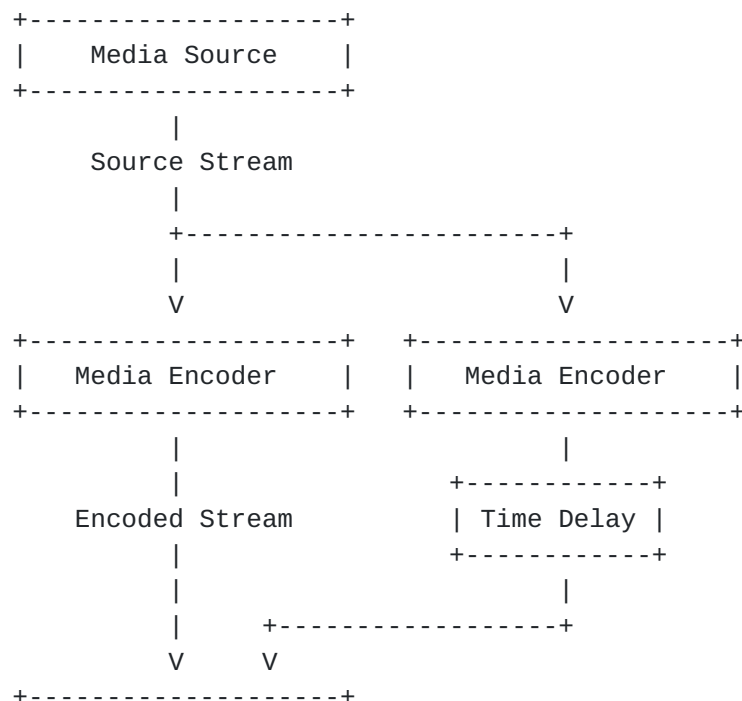 Media Source
Source Stream
V V
Media Encoder Media Encoder
Encoded Stream Time Delay
V V